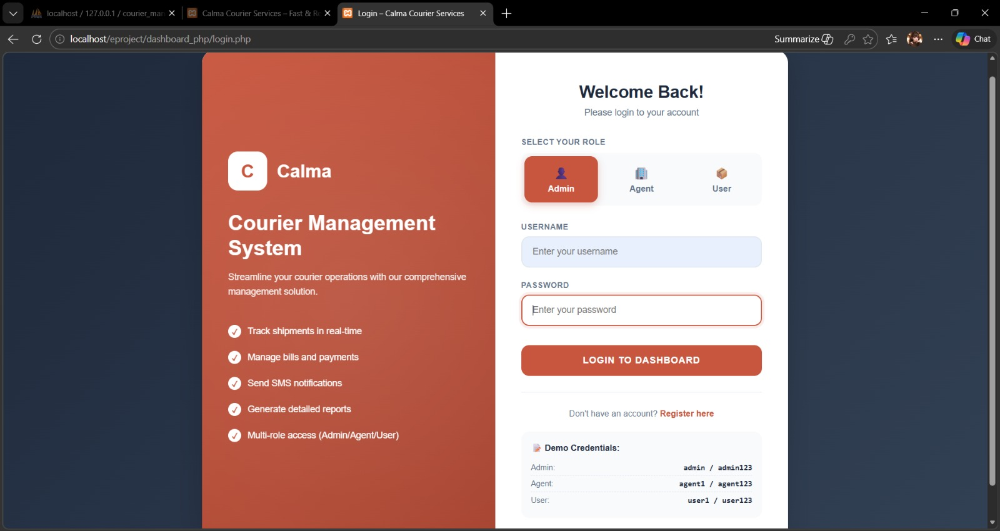 localhost / 127.0.0.1 / courier_man
Calma Courier Services – Fast & Re
Login – Calma Courier Services
localhost/eproject/dashboard_php/login.php
Summarize
Chat
C
Calma
Courier Management
System
Streamline your courier operations with our comprehensive
management solution.
Track shipments in real-time
Manage bills and payments
Send SMS notifications
Generate detailed reports
Multi-role access (Admin/Agent/User)
Welcome Back!
Please login to your account
SELECT YOUR ROLE
Admin
Agent
User
USERNAME
Enter your username
PASSWORD
Enter your password
LOGIN TO DASHBOARD
Don't have an account? Register here
Demo Credentials:
Admin: admin / admin123
Agent: agent1 / agent123
User: user1 / user123